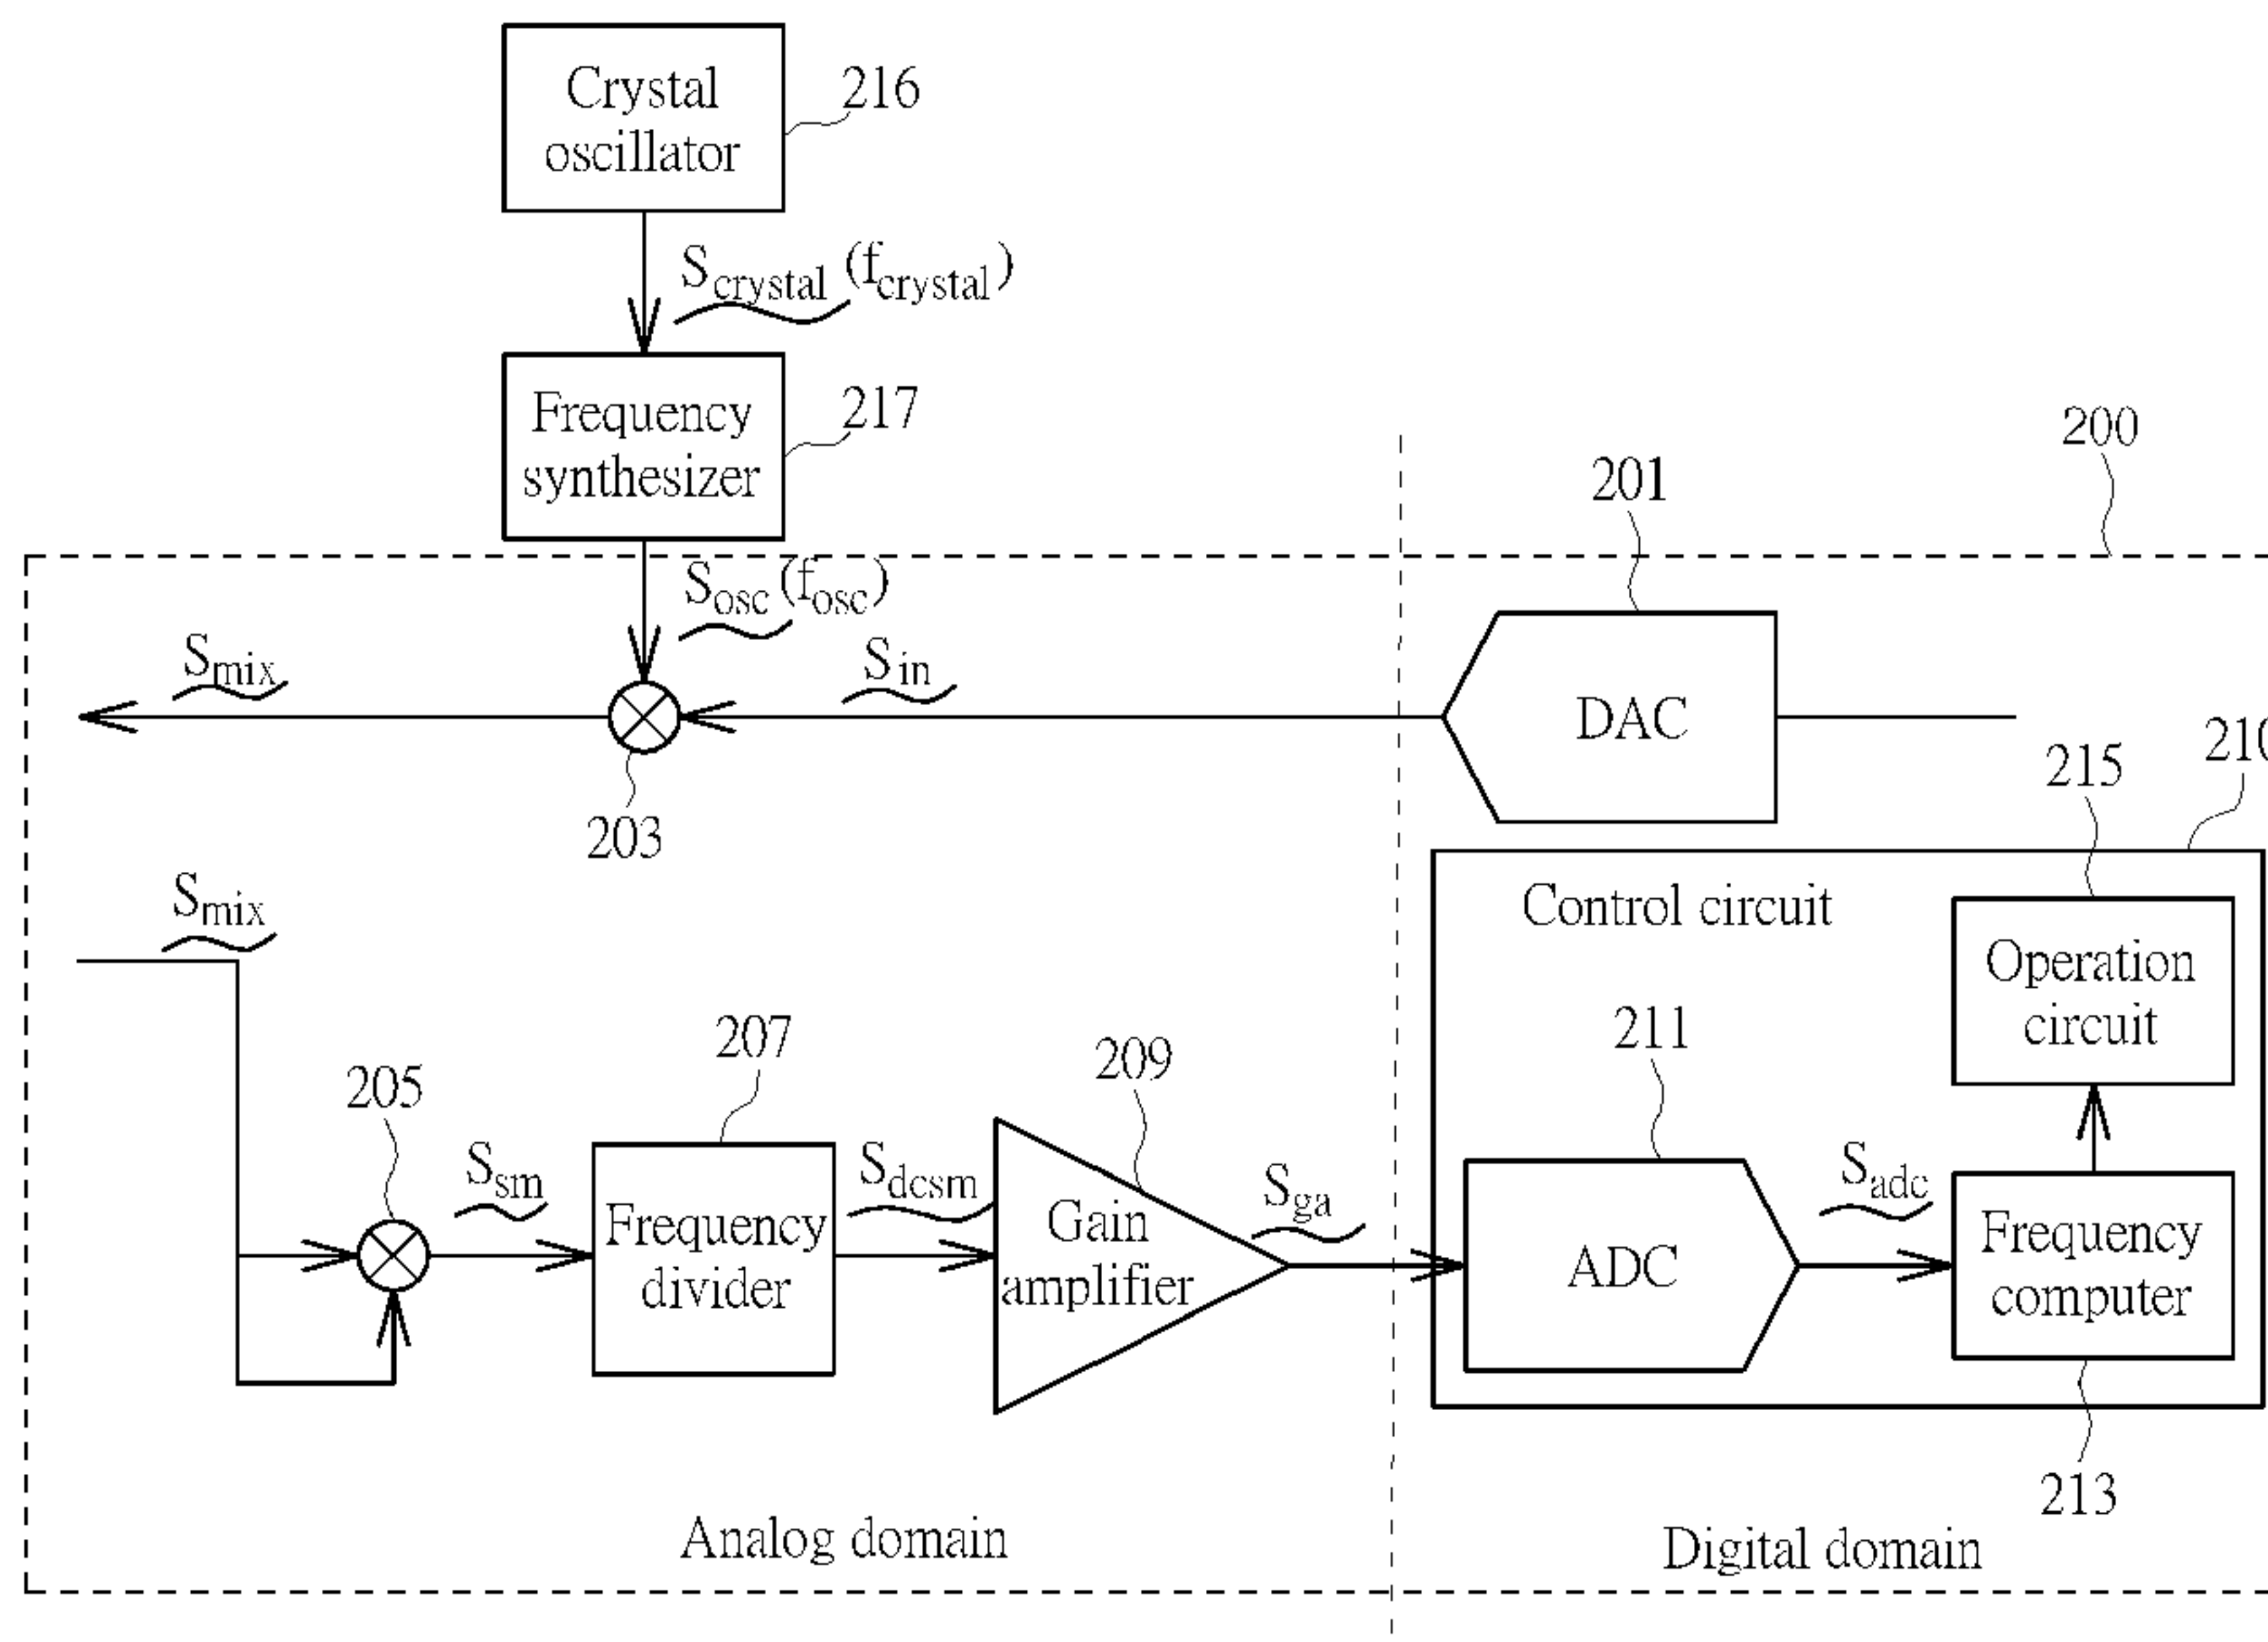 Crystal
oscillator
216
Scrystal (fcrystal)
Frequency
synthesizer
217
200
201
Sosc (fosc)
Smix
Sin
DAC
203
210
215
Smix
Control circuit
Operation
circuit
205
207
209
211
Ssm
Frequency
divider
Sdcsm
Gain
amplifier
Sga
ADC
Sadc
Frequency
computer
213
Analog domain
Digital domain